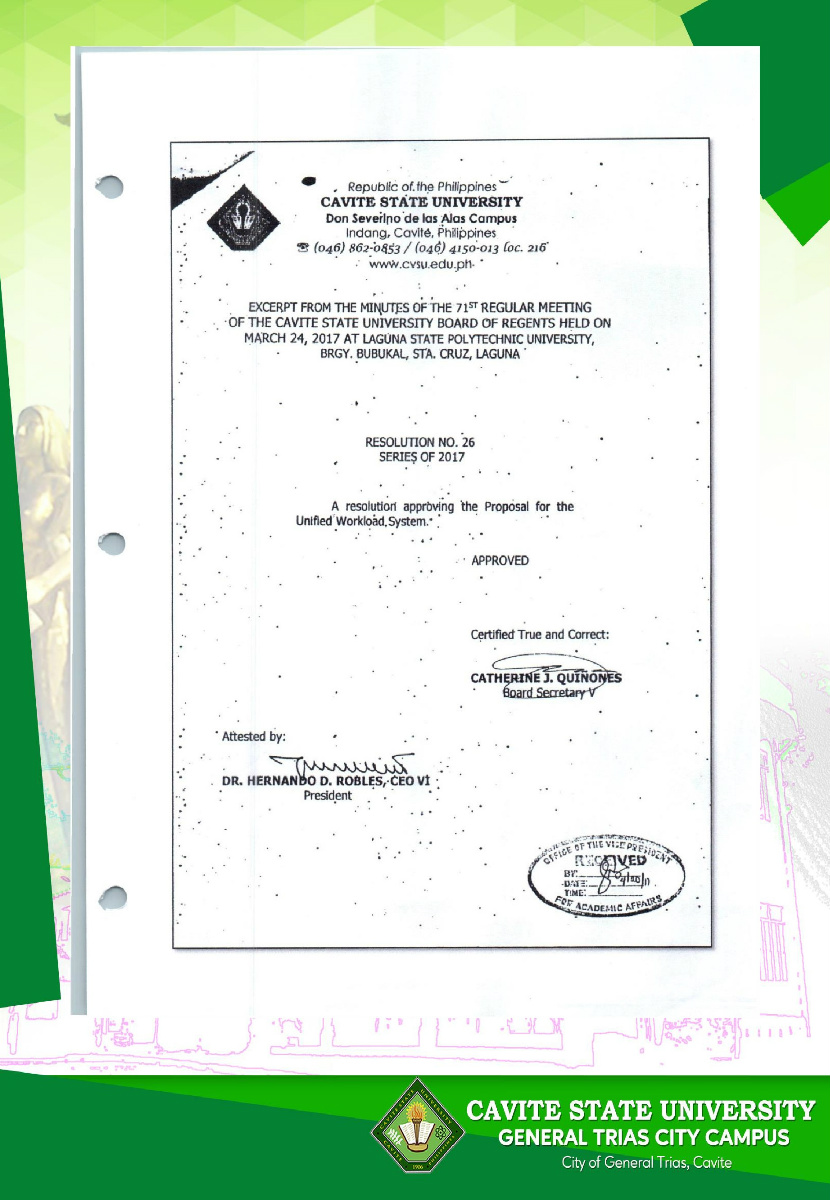 Republic of the Philippines
CAVITE STATE UNIVERSITY
Don Severino de las Alas Campus
Indang, Cavite, Philippines
☎ (046) 862-0853 / (046) 4150-013 loc. 216
www.cvsu.edu.ph
EXCERPT FROM THE MINUTES OF THE 71ST REGULAR MEETING
OF THE CAVITE STATE UNIVERSITY BOARD OF REGENTS HELD ON
MARCH 24, 2017 AT LAGUNA STATE POLYTECHNIC UNIVERSITY,
BRGY. BUBUKAL, STA. CRUZ, LAGUNA
RESOLUTION NO. 26
SERIES OF 2017
A resolution approving the Proposal for the
Unified Workload System.
APPROVED
Certified True and Correct:
CATHERINE J. QUIÑONES
Board Secretary V
Attested by:
DR. HERNANDO D. ROBLES, CEO VI
President
OFFICE OF THE VICE PRESIDENT
RECEIVED
BY:
DATE:
TIME:
FOR ACADEMIC AFFAIRS
CAVITE STATE UNIVERSITY
GENERAL TRIAS CITY CAMPUS
City of General Trias, Cavite
1906